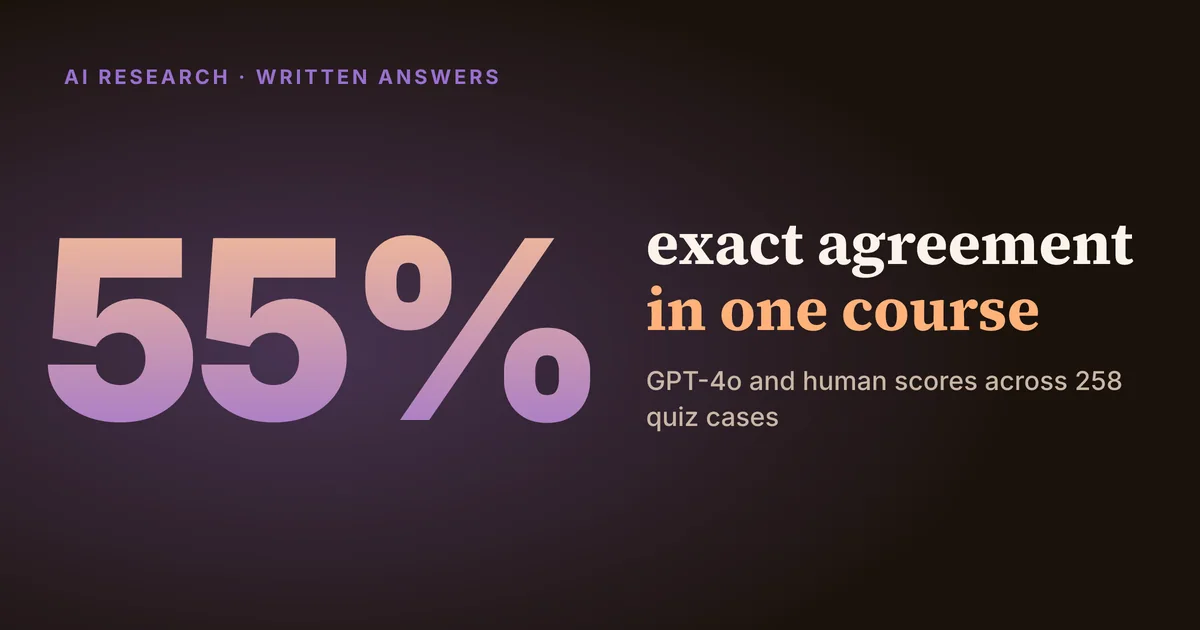 AI RESEARCH · WRITTEN ANSWERS
55%
exact agreement
in one course
GPT-4o and human scores across 258
quiz cases